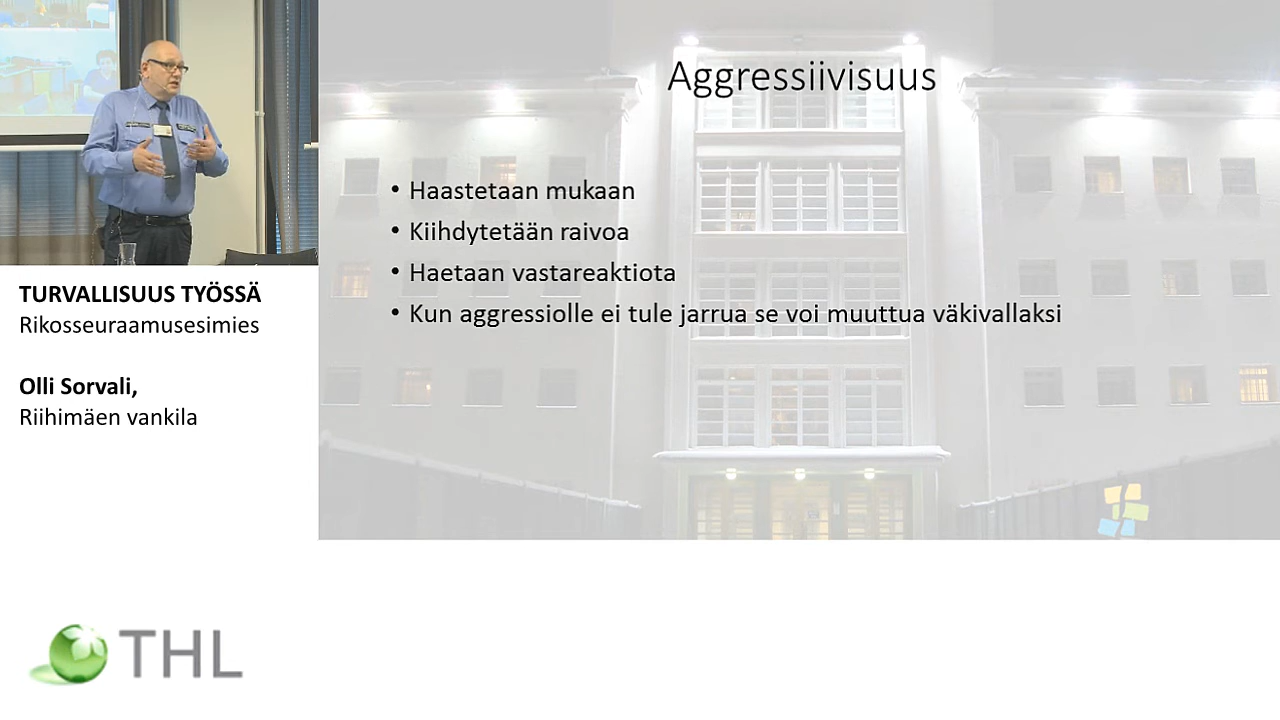 Aggressiivisuus
• Haastetaan mukaan
• Kiihdytetään raivoa
• Haetaan vastareaktiota
• Kun aggressiolle ei tule jarrua se voi muuttua väkivallaksi
TURVALLISUUS TYÖSSÄ
Rikosseuraamusesimies
Olli Sorvali,
Riihimäen vankila
THL